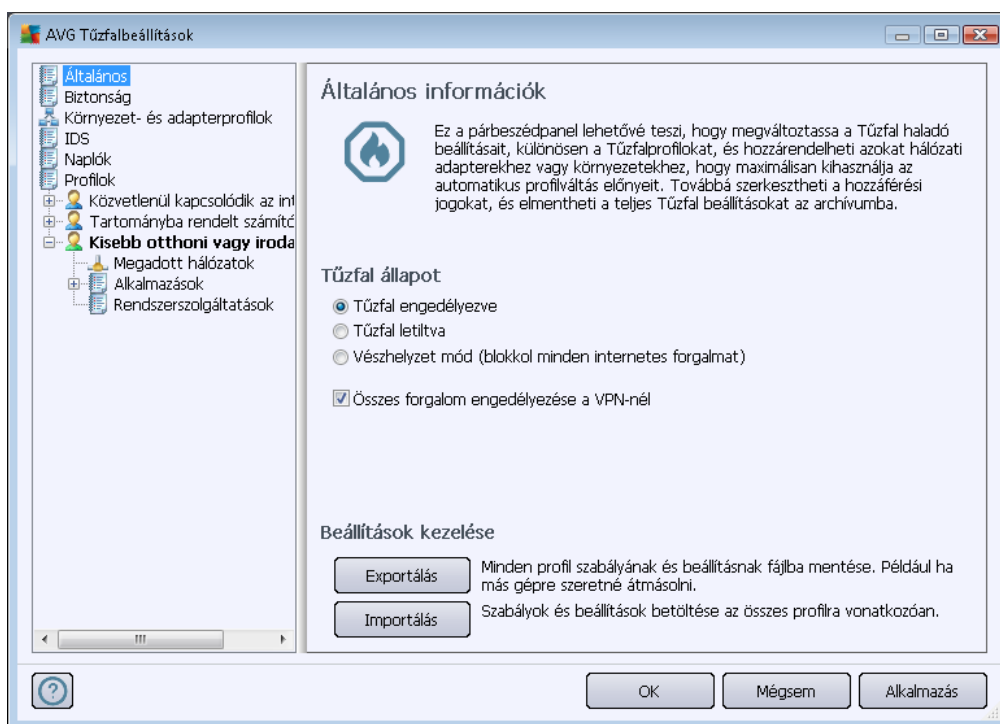 AVG Tűzfalbeállítások
Általános
Biztonság
Környezet- és adapterprofilok
IDS
Naplók
Profilok
Közvetlenül kapcsolódik az int
Tartományba rendelt számító
Kisebb otthoni vagy iroda
Megadott hálózatok
Alkalmazások
Rendszerszolgáltatások
Általános információk
Ez a párbeszédpanel lehetővé teszi, hogy megváltoztassa a Tűzfal haladó
beállításait, különösen a Tűzfalprofilokat, és hozzárendelheti azokat hálózati
adapterekhez vagy környezetekhez, hogy maximálisan kihasználja az
automatikus profilváltás előnyeit. Továbbá szerkesztheti a hozzáférési
jogokat, és elmentheti a teljes Tűzfal beállításokat az archívumba.
Tűzfal állapot
Tűzfal engedélyezve
Tűzfal letiltva
Vészhelyzet mód (blokkol minden internetes forgalmat)
Összes forgalom engedélyezése a VPN-nél
Beállítások kezelése
Exportálás
Minden profil szabályának és beállításnak fájlba mentése. Például ha
más gépre szeretné átmásolni.
Importálás
Szabályok és beállítások betöltése az összes profilra vonatkozóan.
?
OK
Mégsem
Alkalmazás